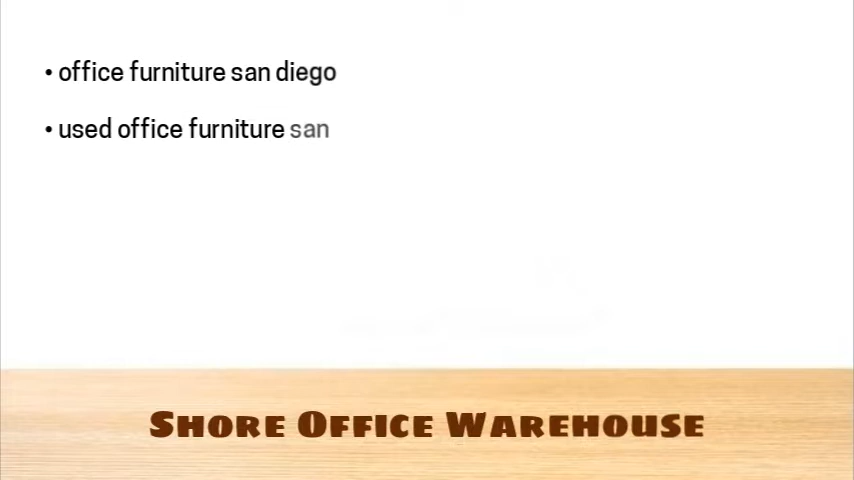 • office furniture san diego
• used office furniture san
Shore Office Warehouse